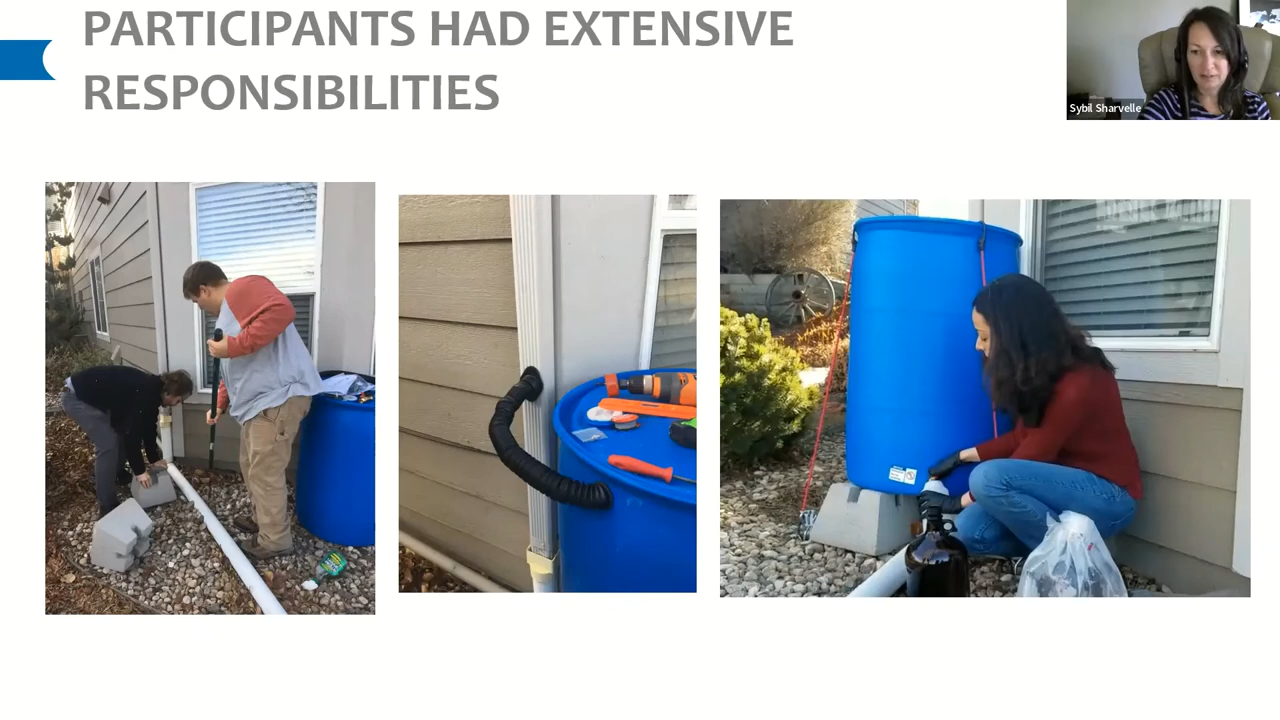 PARTICIPANTS HAD EXTENSIVE
RESPONSIBILITIES
Sybil Sharvelle